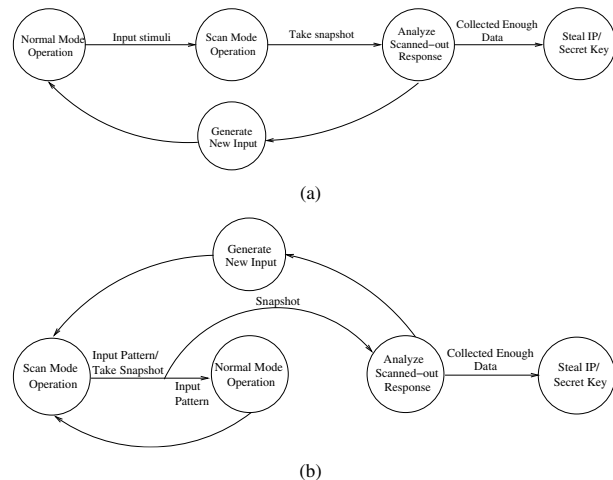 Normal Mode
Operation
Input stimuli
Scan Mode
Operation
Take snapshot
Analyze
Scanned-out
Response
Collected Enough
Data
Steal IP/
Secret Key
Generate
New Input
(a)
Generate
New Input
Snapshot
Scan Mode
Operation
Input Pattern/
Take Snapshot
Input
Pattern
Normal Mode
Operation
Analyze
Scanned-out
Response
Collected Enough
Data
Steal IP/
Secret Key
(b)